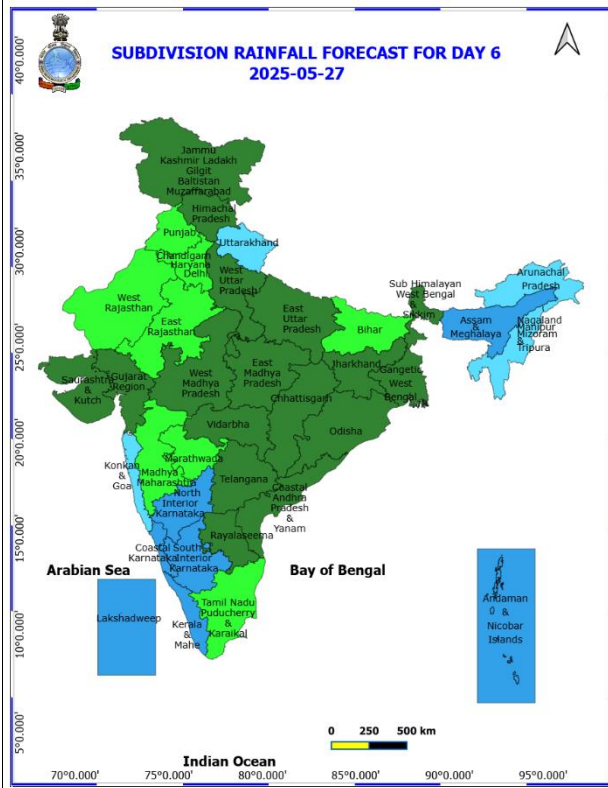 SUBDIVISION RAINFALL FORECAST FOR DAY 6
2025-05-27
40°0.000'
35°0.000'
30°0.000'
25°0.000'
20°0.000'
15°0.000'
10°0.000'
5°0.000'
Jammu
Kashmir Ladakh
Gilgit
Baltistan
Muzaffarabad
Himachal
Pradesh
Punjab
Uttarakhand
Chandigarh
Haryana
Delhi
West
Uttar
Pradesh
Arunachal
Pradesh
Sub Himalayan
West Bengal
&
Sikkim
West
Rajasthan
East
Rajasthan
East
Uttar
Pradesh
Bihar
Assam
&
Meghalaya
Nagaland
Manipur
Mizoram
&
Tripura
Saurashtra
&
Kutch
Gujarat
Region
West
Madhya
Pradesh
East
Madhya
Pradesh
Jharkhand
Gangetic
West
Bengal
Chhattisgarh
Vidarbha
Odisha
Konkan
&
Goa
Madhya
Maharashtra
Marathwada
Telangana
North
Interior
Karnataka
Coastal
Andhra
Pradesh
&
Yanam
Rayalaseema
Coastal
Karnataka
South
Interior
Karnataka
Arabian Sea
Bay of Bengal
Lakshadweep
Tamil Nadu
Puducherry
&
Karaikal
Kerala
&
Mahe
Andaman
&
Nicobar
Islands
0 250 500 km
Indian Ocean
70°0.000' 75°0.000' 80°0.000' 85°0.000' 90°0.000' 95°0.000'